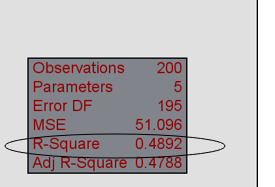 Observations 200
Parameters 5
Error DF 195
MSE 51.096
R-Square 0.4892
Adj R-Square 0.4788